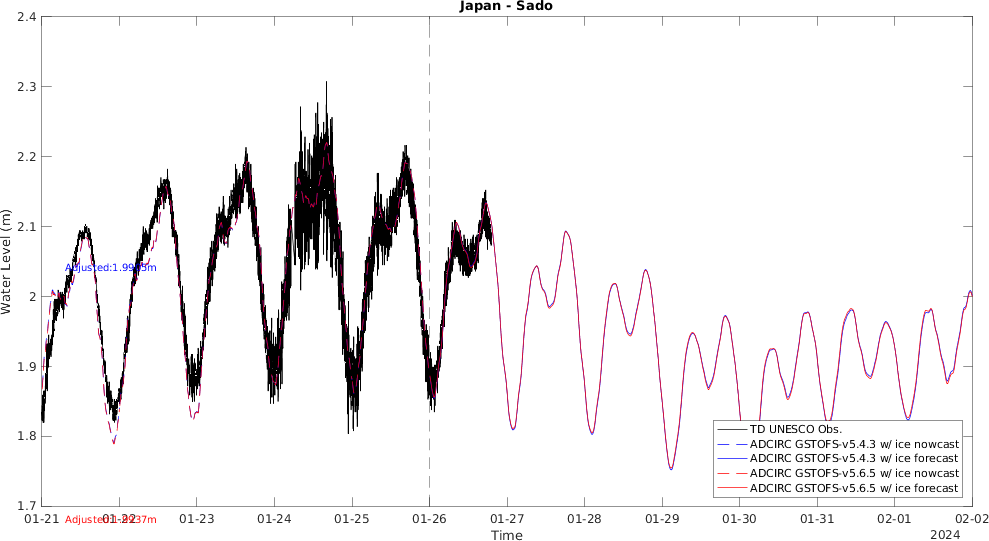 Japan - Sado
2.4
2.3
2.2
2.1
2
1.9
1.8
1.7
Water Level (m)
TD UNESCO Obs.
ADCIRC GSTOFS-v5.4.3 w/ ice nowcast
ADCIRC GSTOFS-v5.4.3 w/ ice forecast
ADCIRC GSTOFS-v5.6.5 w/ ice nowcast
ADCIRC GSTOFS-v5.6.5 w/ ice forecast
01-21 01-22 01-23 01-24 01-25 01-26 01-27 01-28 01-29 01-30 01-31 02-01 02-02
Time
2024